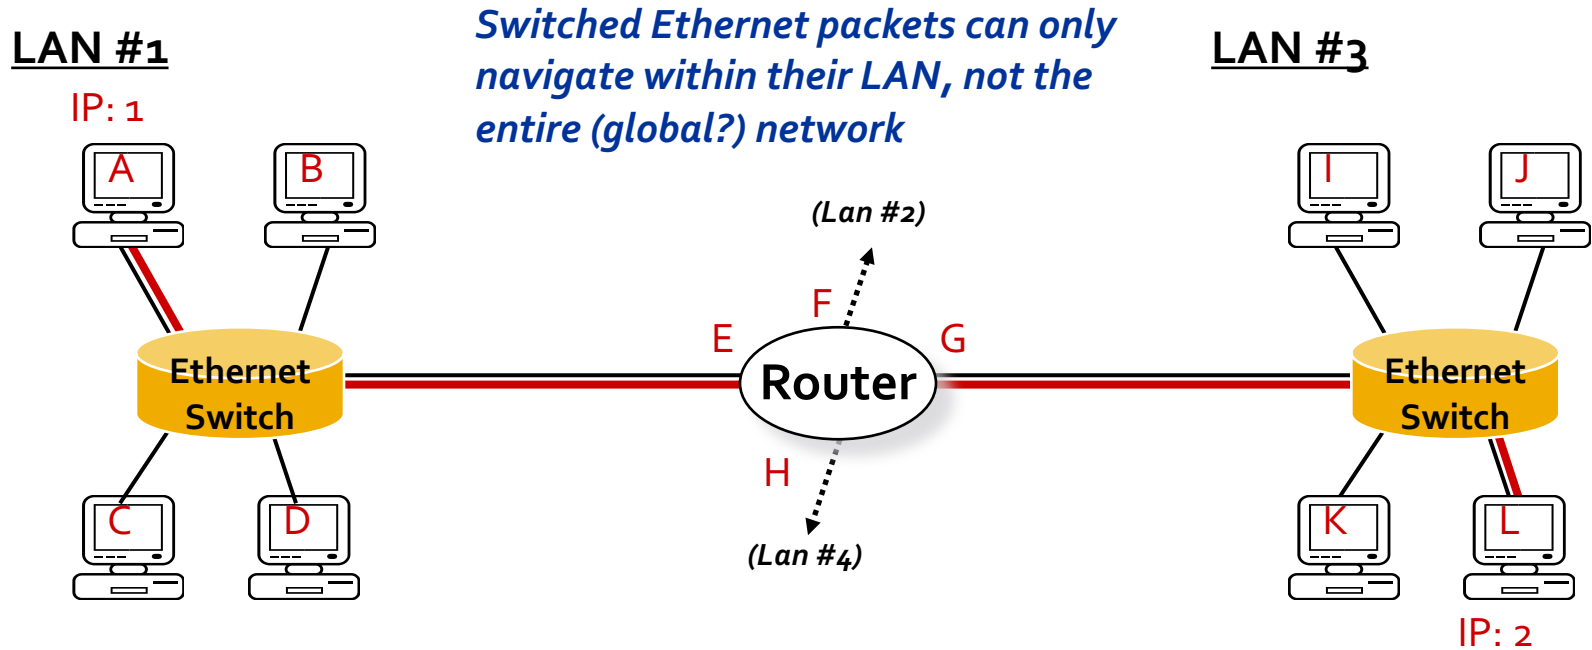 LAN #1
IP: 1
Switched Ethernet packets can only
navigate within their LAN, not the
entire (global?) network
LAN #3
A
B
I
J
(Lan #2)
F
E
G
Ethernet
Switch
Router
Ethernet
Switch
H
C
D
(Lan #4)
K
L
IP: 2